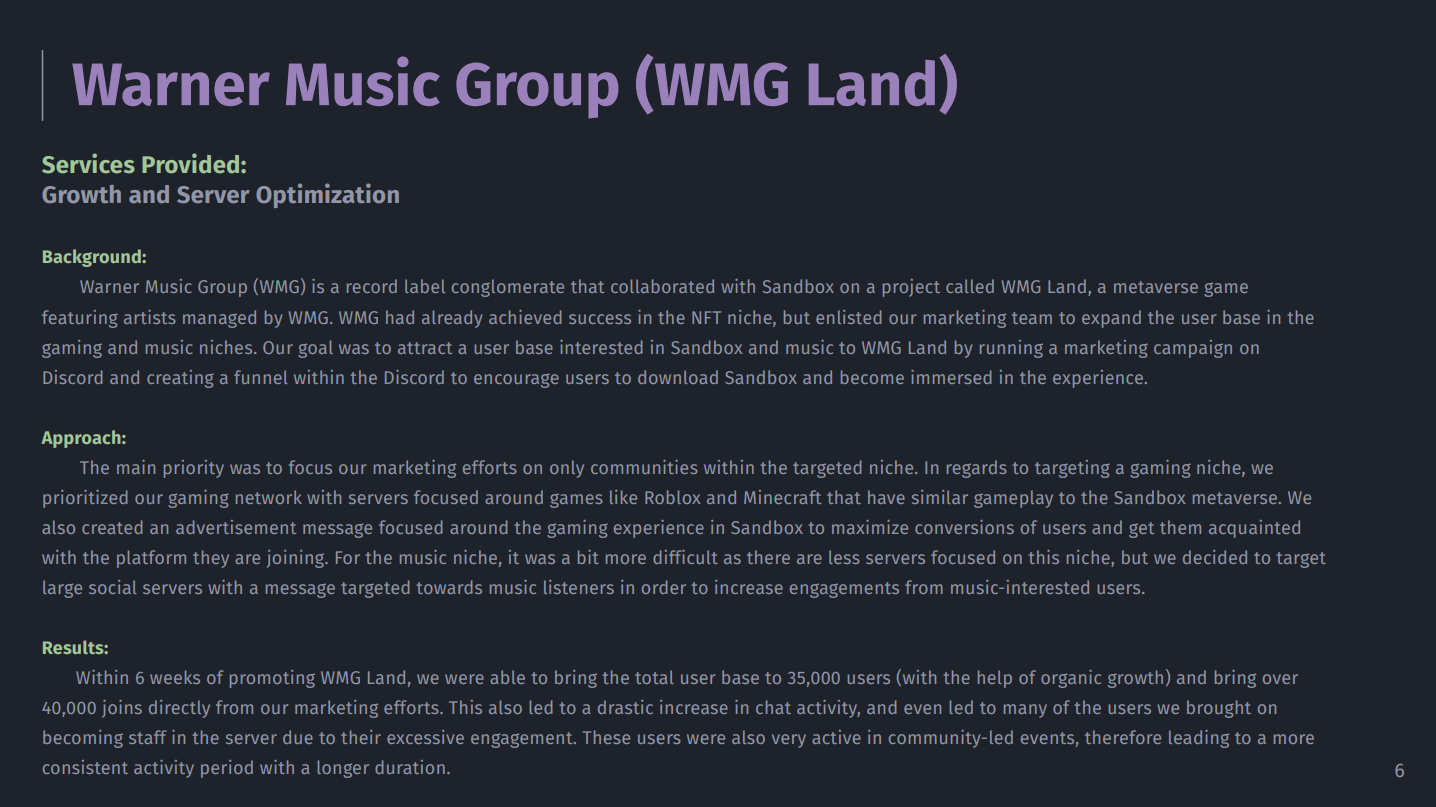 Warner Music Group (WMG Land)
Services Provided:
Growth and Server Optimization
Background:
Warner Music Group (WMG) is a record label conglomerate that collaborated with Sandbox on a project called WMG Land, a metaverse game
featuring artists managed by WMG. WMG had already achieved success in the NFT niche, but enlisted our marketing team to expand the user base in the
gaming and music niches. Our goal was to attract a user base interested in Sandbox and music to WMG Land by running a marketing campaign on
Discord and creating a funnel within the Discord to encourage users to download Sandbox and become immersed in the experience.
Approach:
The main priority was to focus our marketing efforts on only communities within the targeted niche. In regards to targeting a gaming niche, we
prioritized our gaming network with servers focused around games like Roblox and Minecraft that have similar gameplay to the Sandbox metaverse. We
also created an advertisement message focused around the gaming experience in Sandbox to maximize conversions of users and get them acquainted
with the platform they are joining. For the music niche, it was a bit more difficult as there are less servers focused on this niche, but we decided to target
large social servers with a message targeted towards music listeners in order to increase engagements from music-interested users.
Results:
Within 6 weeks of promoting WMG Land, we were able to bring the total user base to 35,000 users (with the help of organic growth) and bring over
40,000 joins directly from our marketing efforts. This also led to a drastic increase in chat activity, and even led to many of the users we brought on
becoming staff in the server due to their excessive engagement. These users were also very active in community-led events, therefore leading to a more
consistent activity period with a longer duration.
6